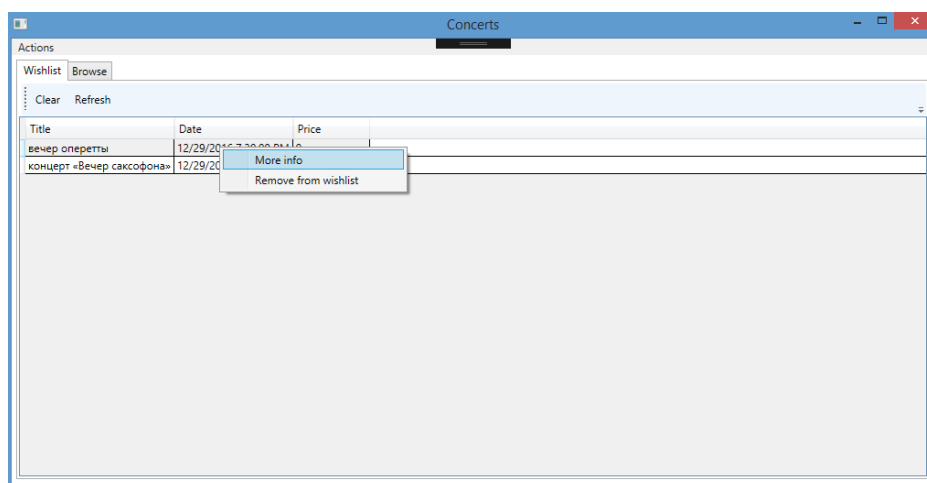 Concerts
Actions
Wishlist Browse
Clear Refresh
Title Date Price
вечер оперетты 12/29/2016 7:30:00 PM 0
More info
концерт «Вечер саксофона» 12/29/20
Remove from wishlist